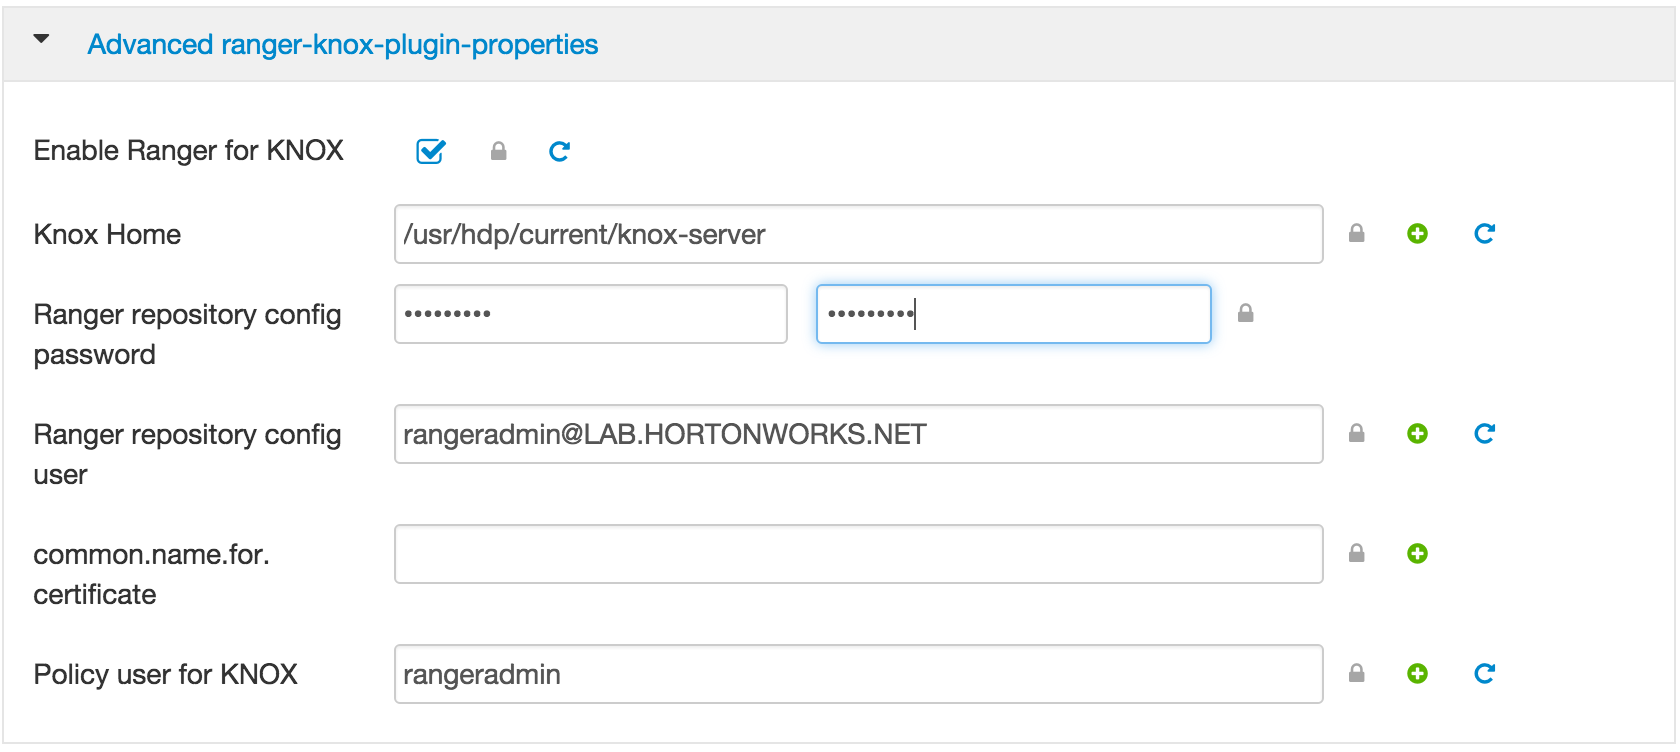 Advanced ranger-knox-plugin-properties
Enable Ranger for KNOX
Knox Home
/usr/hdp/current/knox-server
Ranger repository config
password
••••••••• •••••••••
Ranger repository config
user
rangeradmin@LAB.HORTONWORKS.NET
common.name.for.
certificate
Policy user for KNOX
rangeradmin